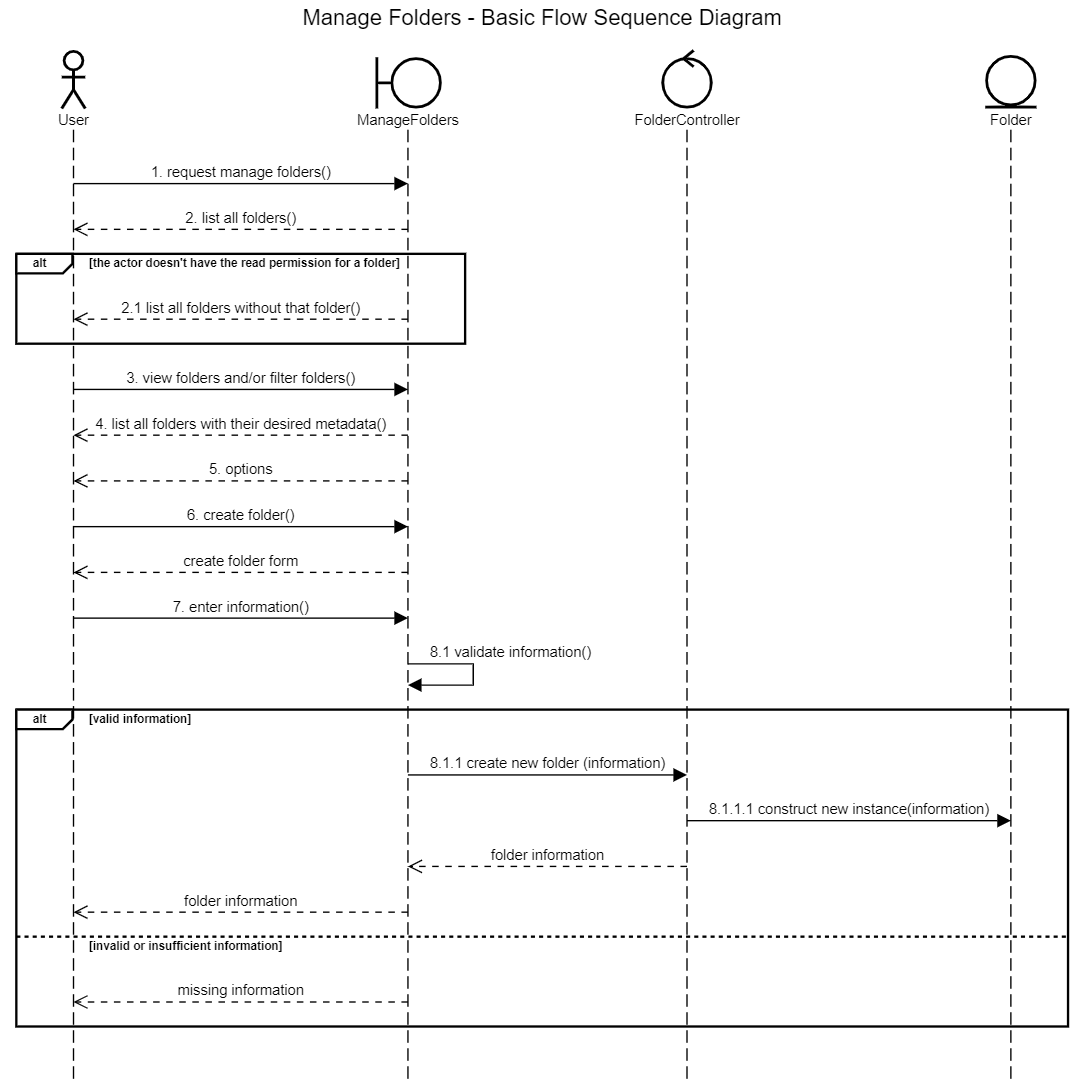 Manage Folders - Basic Flow Sequence Diagram
User
ManageFolders
FolderController
Folder
1. request manage folders()
2. list all folders()
alt
[the actor doesn't have the read permission for a folder]
2.1 list all folders without that folder()
3. view folders and/or filter folders()
4. list all folders with their desired metadata()
5. options
6. create folder()
create folder form
7. enter information()
8.1 validate information()
alt
[valid information]
8.1.1 create new folder (information)
8.1.1.1 construct new instance(information)
folder information
folder information
[invalid or insufficient information]
missing information